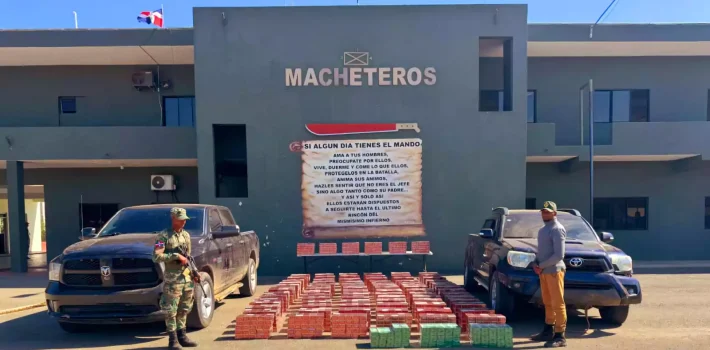 MACHETEROS
SI ALGUN DIA TIENES EL MANDO
AMA A TUS HOMBRES,
PREOCUPATE POR ELLOS,
VIVE, DUERME Y COME LO QUE ELLOS,
PROTEGELOS EN LA BATALLA,
ANIMA SUS ANIMOS,
HAZLES SENTIR QUE NO ERES EL JEFE
SINO ALGO TANTO COMO SU PADRE...
Y ASI Y SOLO ASI
ELLOS ESTARAN DISPUESTOS
A SEGUIRTE HASTA EL ULTIMO
RINCÓN DEL
MISMISIMO INFIERNO